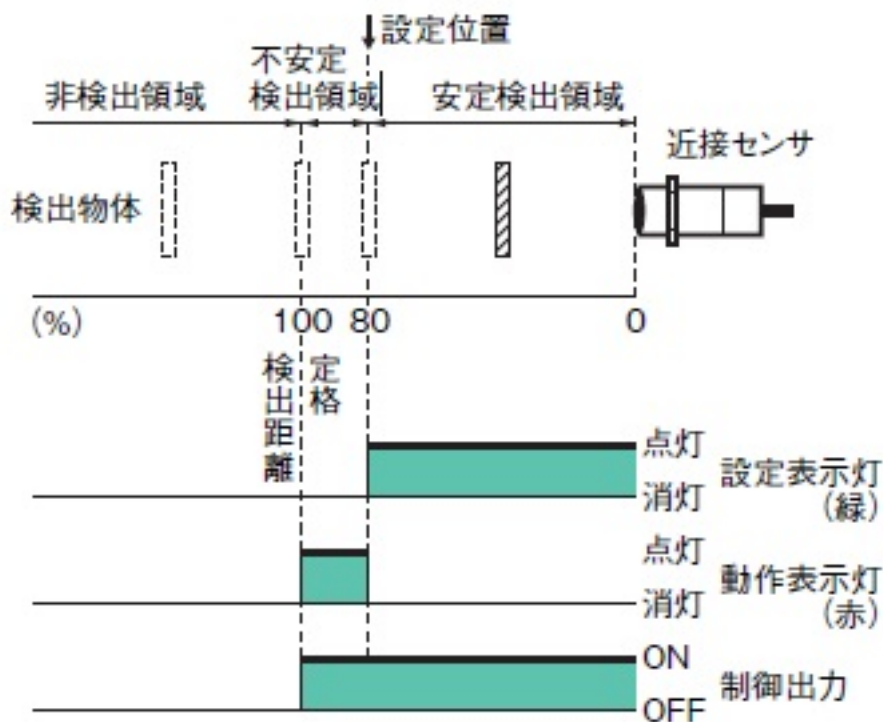 設定位置
不安定
非検出領域 検出領域 安定検出領域
近接センサ
検出物体
(%) 100 80 0
定格
検出距離
点灯
消灯
設定表示灯
(緑)
点灯
消灯
動作表示灯
(赤)
ON
OFF
制御出力